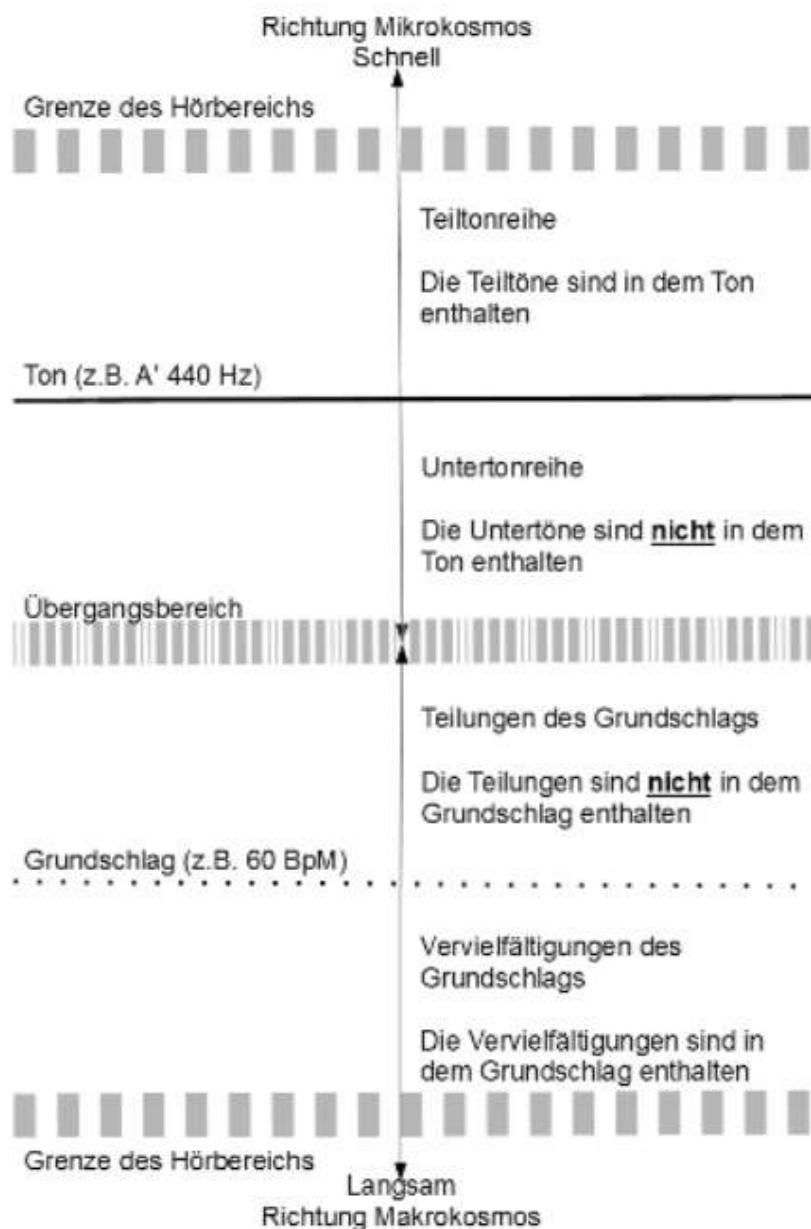 Richtung Mikrokosmos
Schnell
Grenze des Hörbereichs
Teiltonreihe
Die Teiltöne sind in dem Ton
enthalten
Ton (z.B. A' 440 Hz)
Untertonreihe
Die Untertöne sind nicht in dem
Ton enthalten
Übergangsbereich
Teilungen des Grundschlags
Die Teilungen sind nicht in dem
Grundschlag enthalten
Grundschlag (z.B. 60 BpM)
Vervielfältigungen des
Grundschlags
Die Vervielfältigungen sind in
dem Grundschlag enthalten
Grenze des Hörbereichs
Langsam
Richtung Makrokosmos